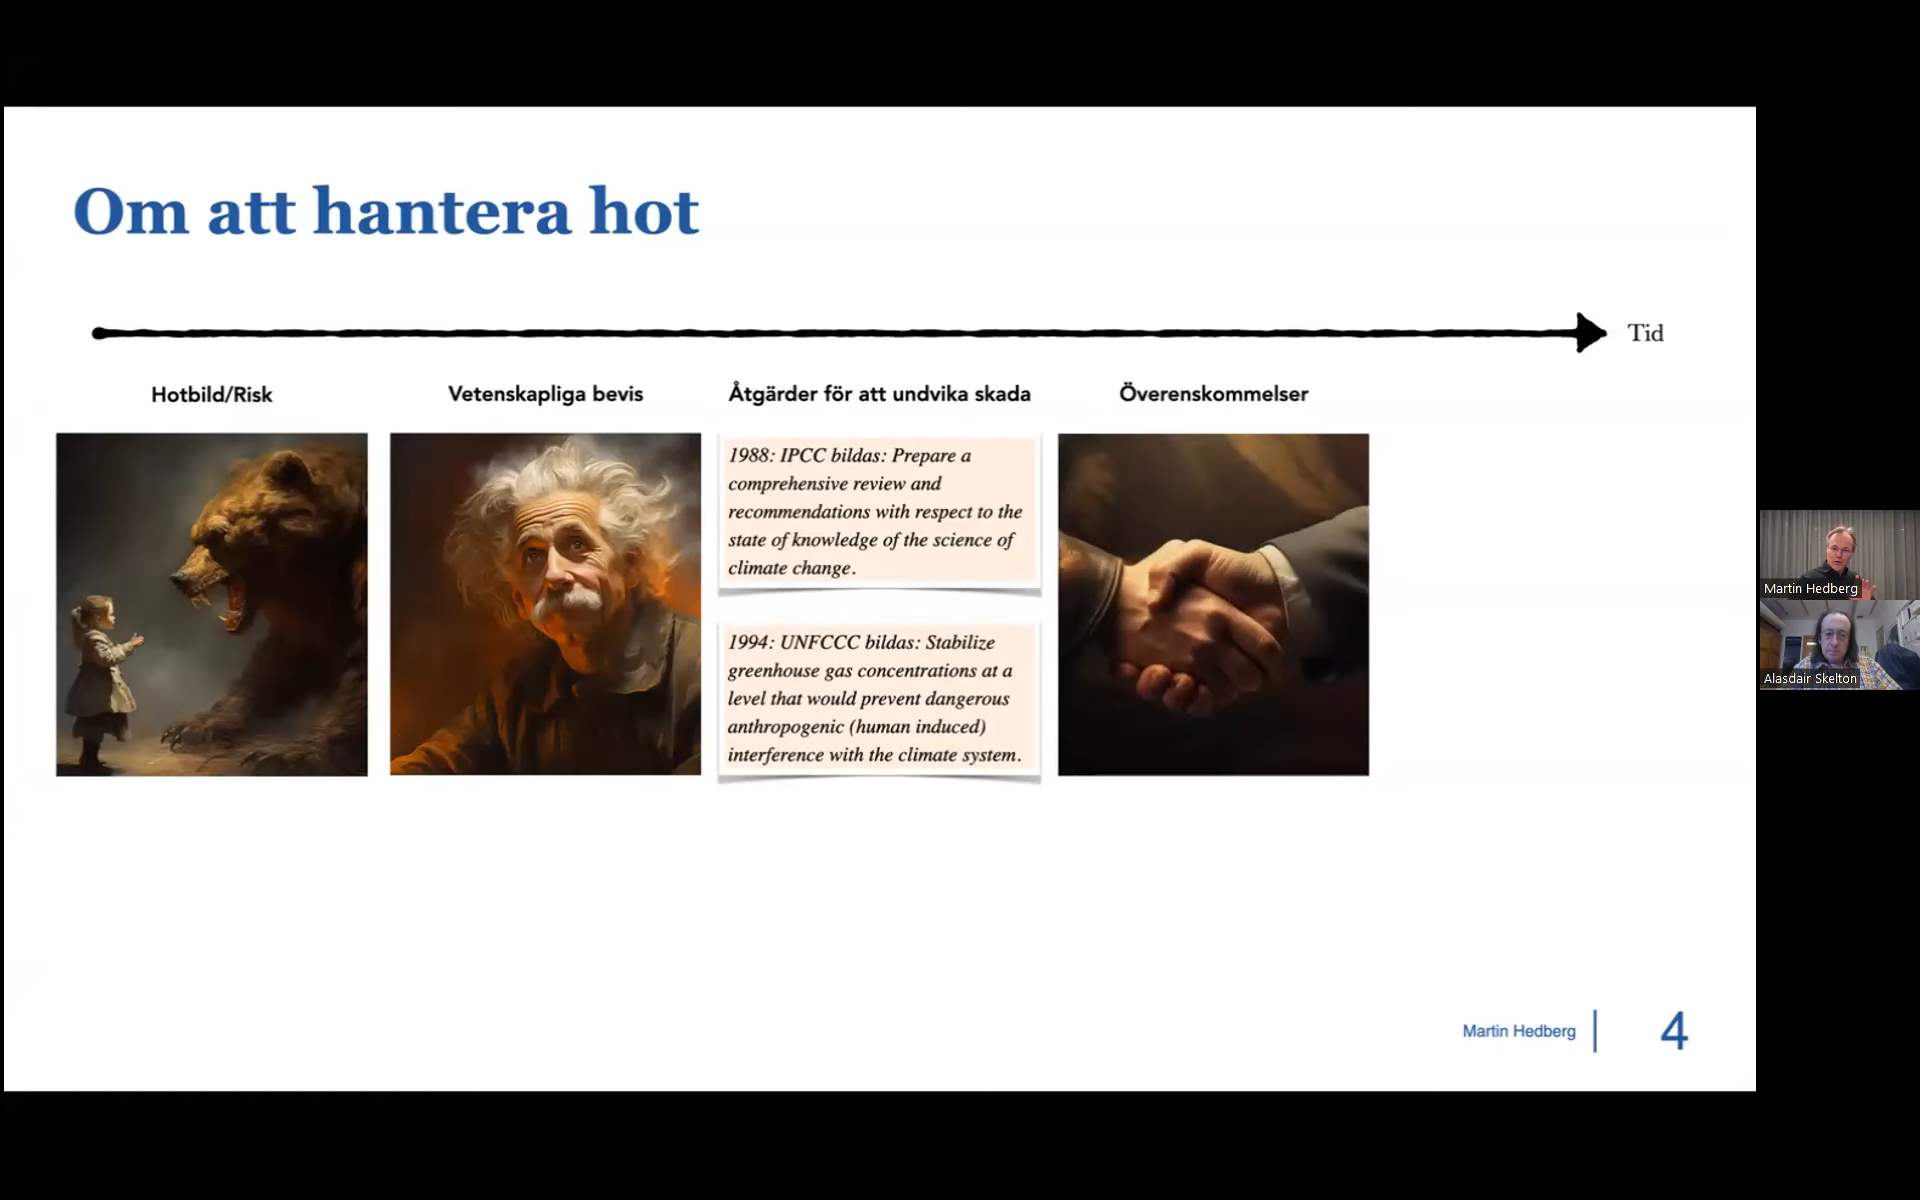 Om att hantera hot
Tid
Hotbild/Risk
Vetenskapliga bevis
Åtgärder för att undvika skada
Överenskommelser
1988: IPCC bildas: Prepare a
comprehensive review and
recommendations with respect to the
state of knowledge of the science of
climate change.
1994: UNFCCC bildas: Stabilize
greenhouse gas concentrations at a
level that would prevent dangerous
anthropogenic (human induced)
interference with the climate system.
Martin Hedberg
Alasdair Skelton
Martin Hedberg
4